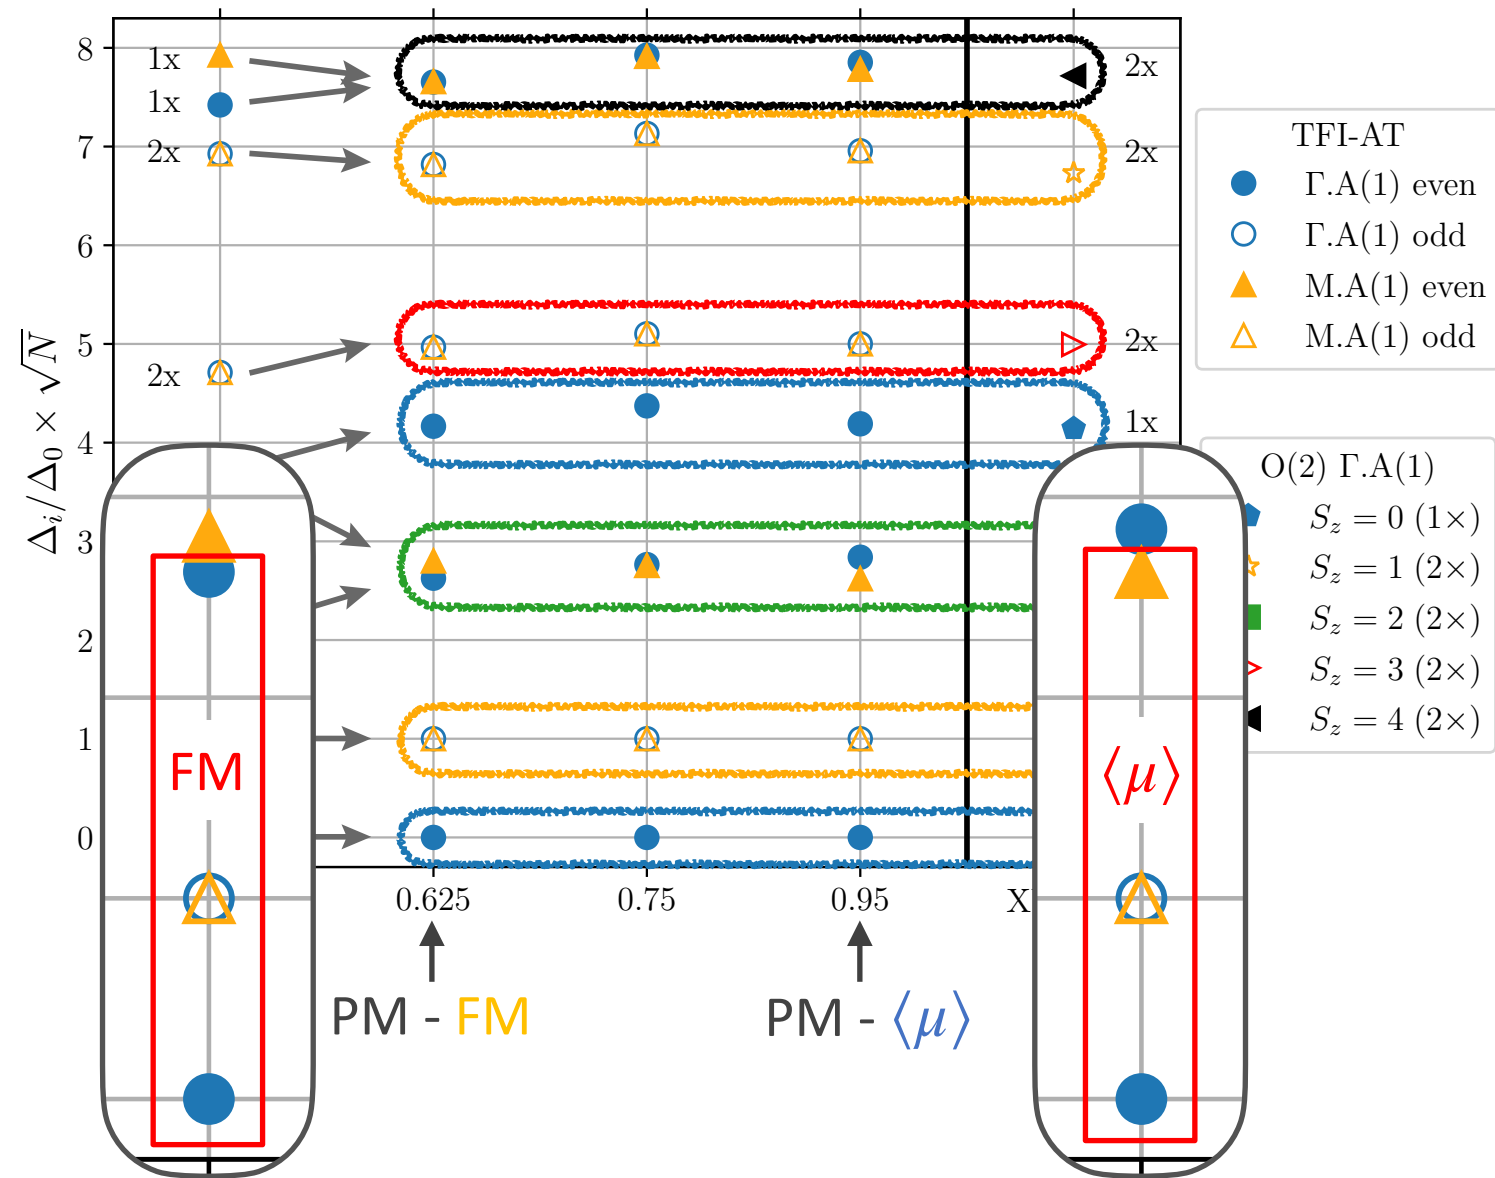 8
7
6
5
4
3
2
1
0
Δ_i/Δ_0 × √N
1x
1x
2x
2x
2x
2x
2x
1x
0.625
0.75
0.95
X
PM - FM
PM - ⟨μ⟩
FM
⟨μ⟩
TFI-AT
Γ.A(1) even
Γ.A(1) odd
M.A(1) even
M.A(1) odd
O(2) Γ.A(1)
S_z = 0 (1×)
S_z = 1 (2×)
S_z = 2 (2×)
S_z = 3 (2×)
S_z = 4 (2×)